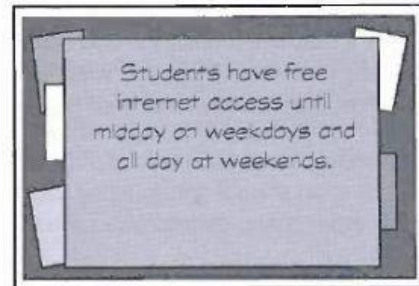 Students have free
internet access until
midday on weekdays and
all day at weekends.